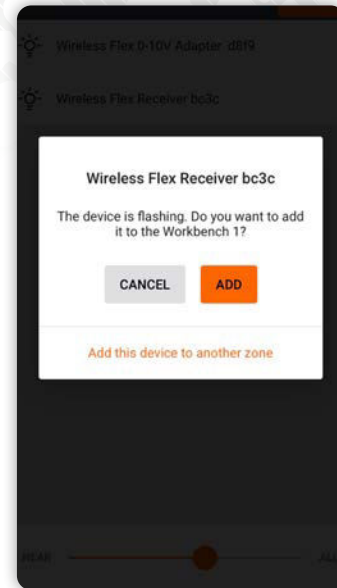 Wireless Flex 0-10V Adapter d8f9
Wireless Flex Receiver bc3c
Wireless Flex Receiver bc3c
The device is flashing. Do you want to add
it to the Workbench 1?
CANCEL ADD
Add this device to another zone
NEAR